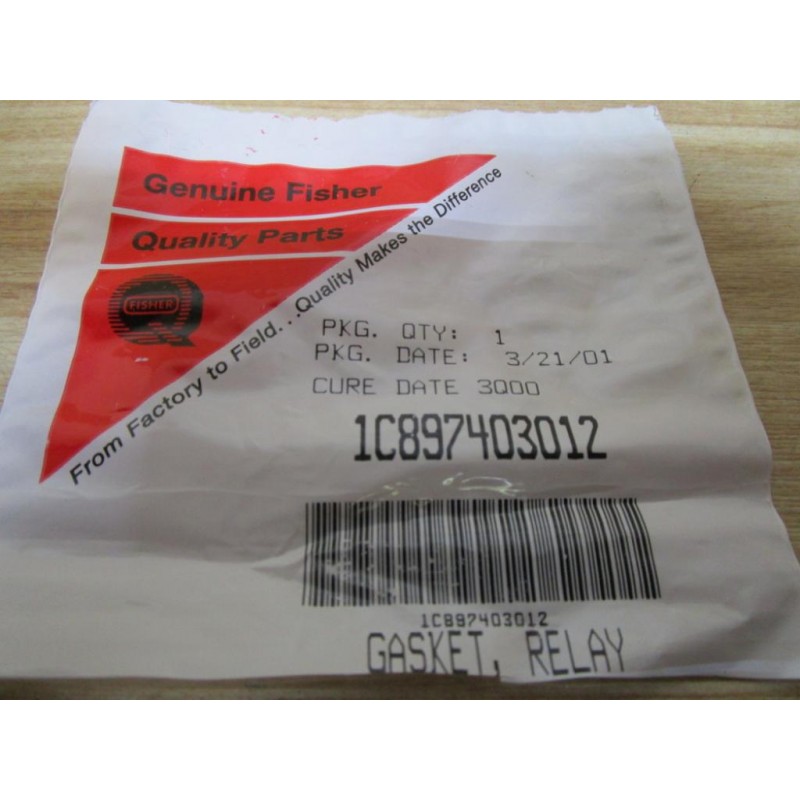 Genuine Fisher
Quality Parts
FISHER
From Factory to Field...Quality Makes the Difference
PKG. QTY: 1
PKG. DATE: 3/21/01
CURE DATE 3Q00
1C897403012
1C897403012
GASKET, RELAY